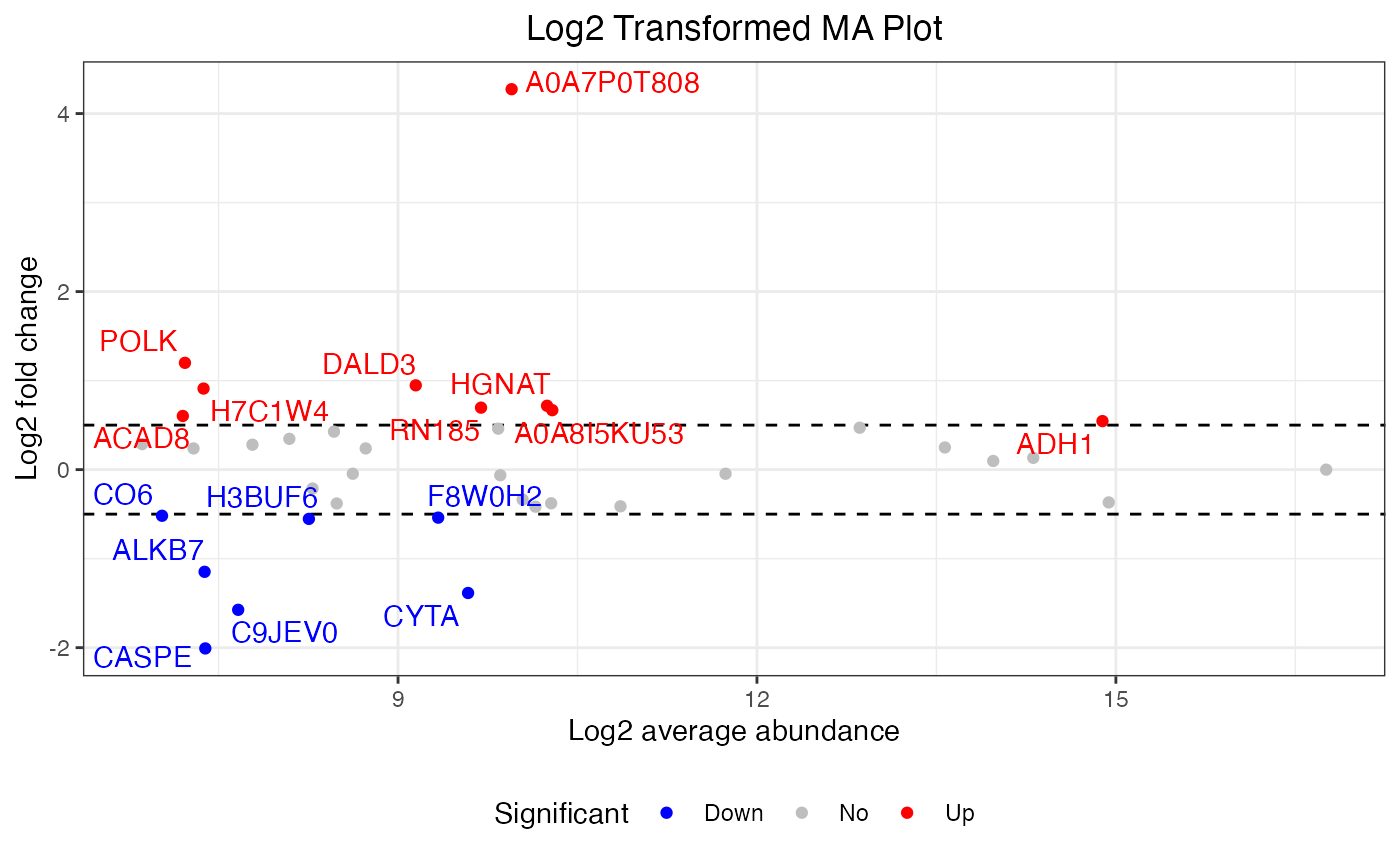 Log2 Transformed MA Plot
A0A7P0T808
4
2
POLK
DALD3
HGNAT
H7C1W4
ACAD8
RN185
A0A8I5KU53
ADH1
0
CO6
H3BUF6
F8W0H2
ALKB7
CYTA
C9JEV0
CASPE
-2
Log2 fold change
9
12
15
Log2 average abundance
Significant
Down
No
Up